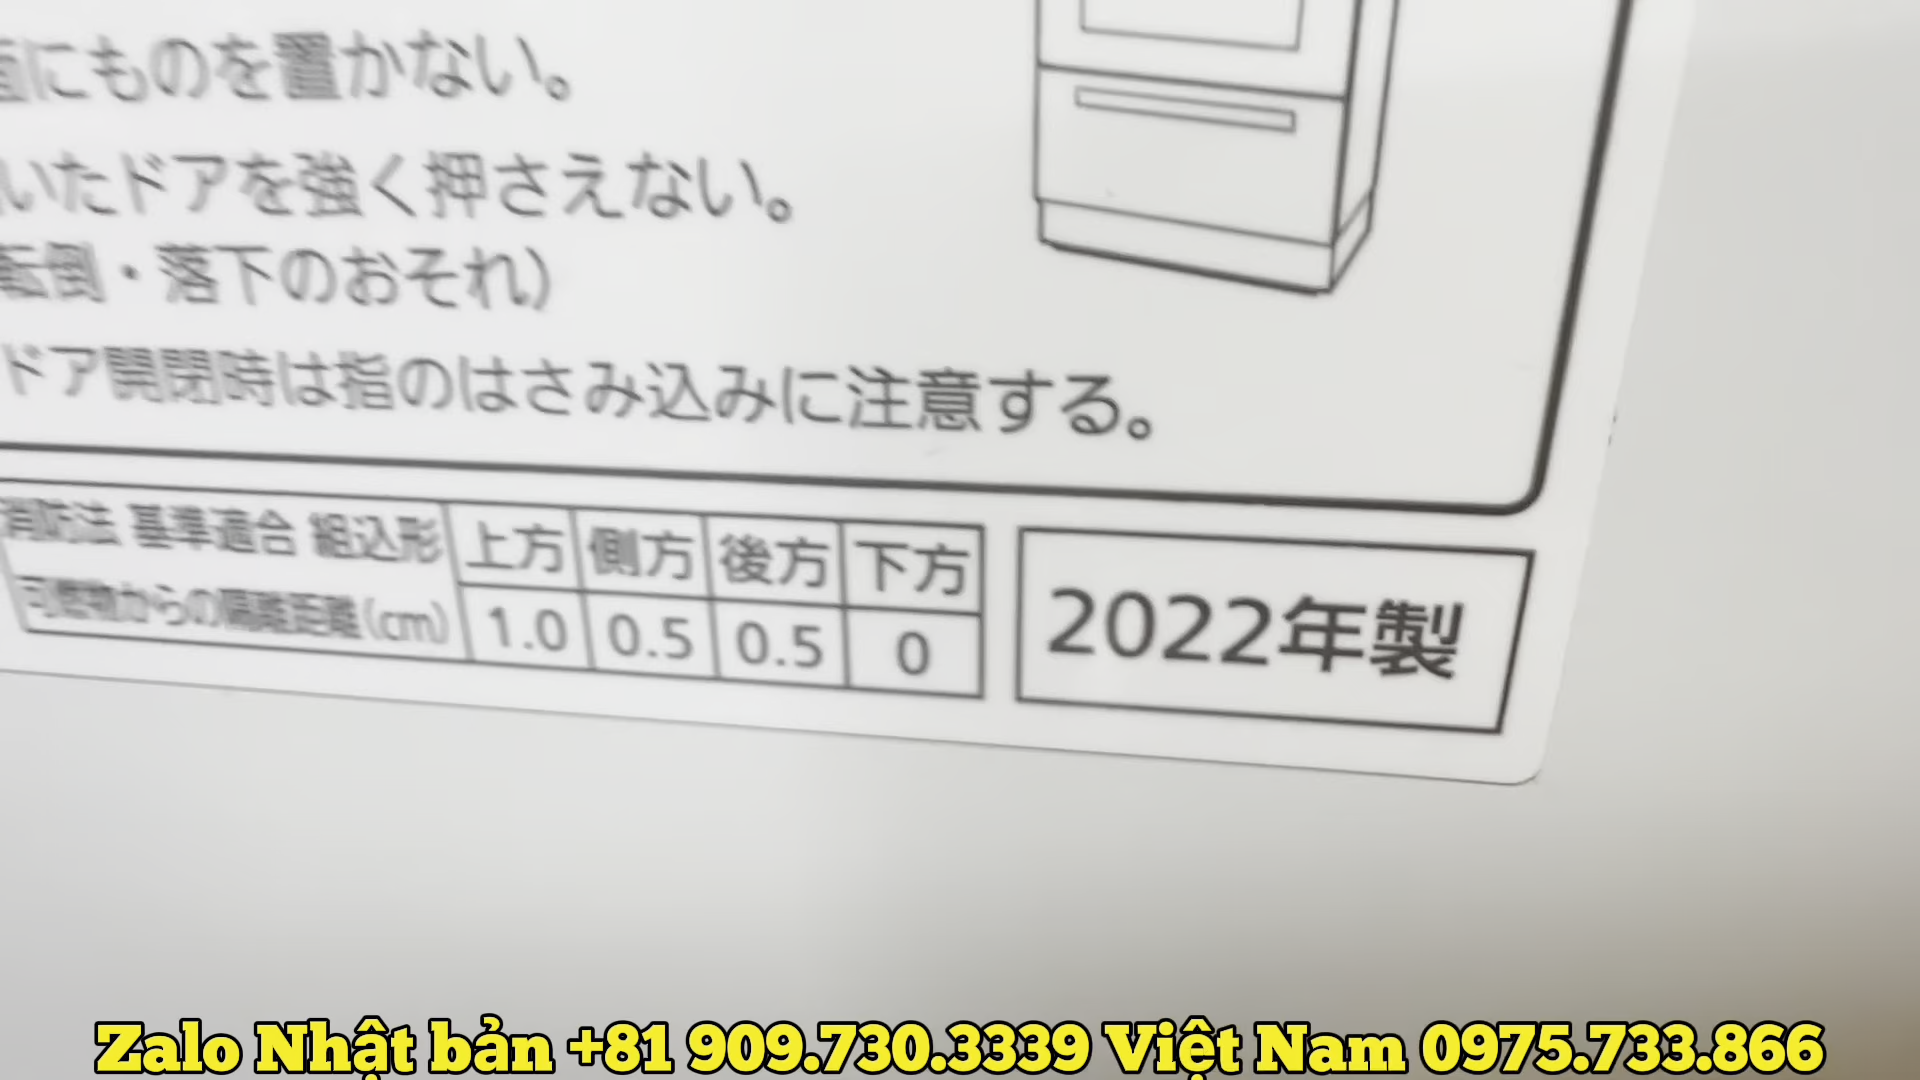 面にものを置かない。
いたドアを強く押さえない。
転倒・落下のおそれ)
ドア開閉時は指のはさみ込みに注意する。
消防法 基準適合 組込形 上方 側方 後方 下方
可燃物からの隔離距離(cm) 1.0 0.5 0.5 0
2022年製
Zalo Nhật bản +81 909.730.3339 Việt Nam 0975.733.866